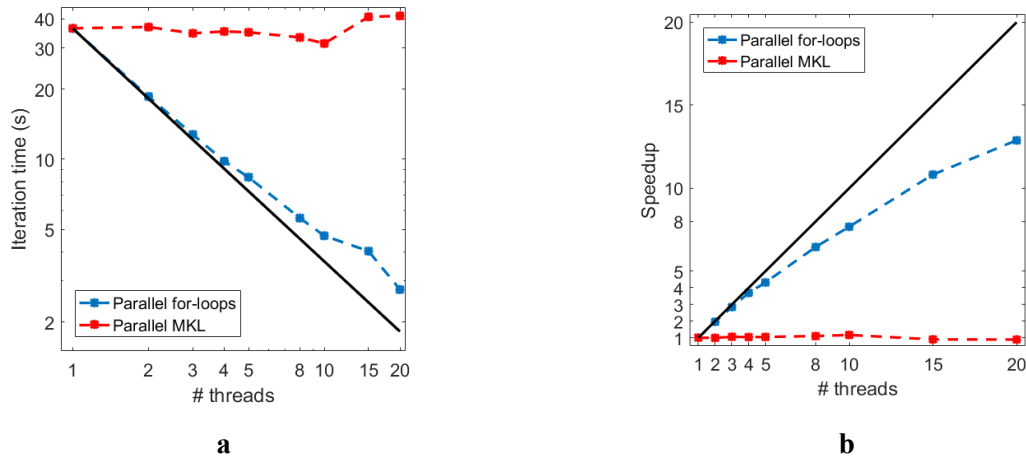 40
30
20
10
5
2
Iteration time (s)
Parallel for-loops
Parallel MKL
1 2 3 4 5 8 10 15 20
# threads
a
20
15
10
8
5
4
3
2
1
Speedup
Parallel for-loops
Parallel MKL
1 2 3 4 5 8 10 15 20
# threads
b